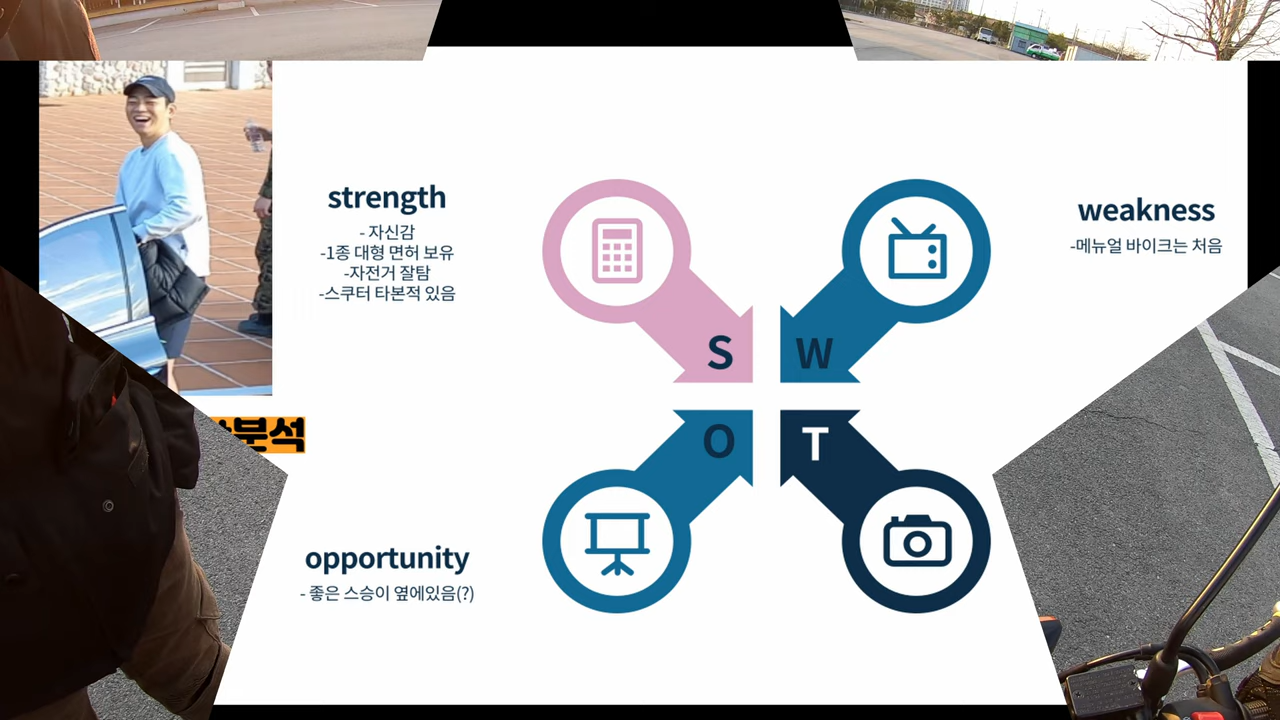 strength
- 자신감
-1종 대형 면허 보유
-자전거 잘탐
-스쿠터 타본적 있음
weakness
-메뉴얼 바이크는 처음
S
W
O
T
분석
opportunity
- 좋은 스승이 옆에있음(?)